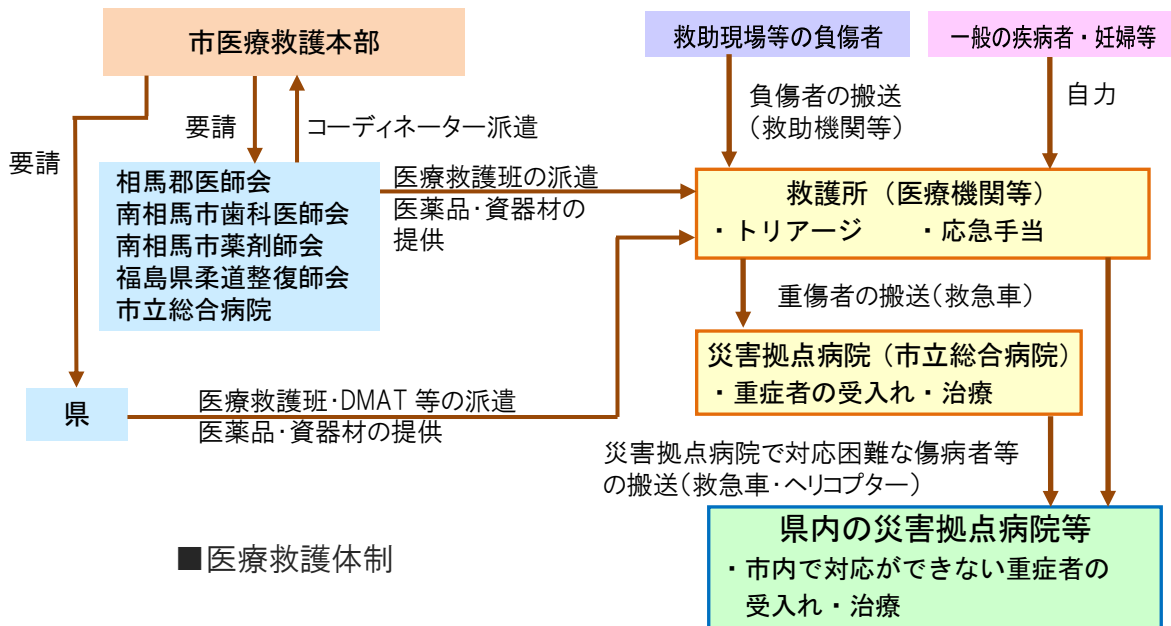 市医療救護本部
救助現場等の負傷者
一般の疾病者・妊婦等
要請
要請
コーディネーター派遣
負傷者の搬送
（救助機関等）
自力
相馬郡医師会
南相馬市歯科医師会
南相馬市薬剤師会
福島県柔道整復師会
市立総合病院
医療救護班の派遣
医薬品・資器材の
提供
救護所（医療機関等）
・トリアージ　・応急手当
重傷者の搬送（救急車）
災害拠点病院（市立総合病院）
・重症者の受入れ・治療
県
医療救護班・DMAT 等の派遣
医薬品・資器材の提供
災害拠点病院で対応困難な傷病者等
の搬送（救急車・ヘリコプター）
県内の災害拠点病院等
・市内で対応ができない重症者の
受入れ・治療
■医療救護体制